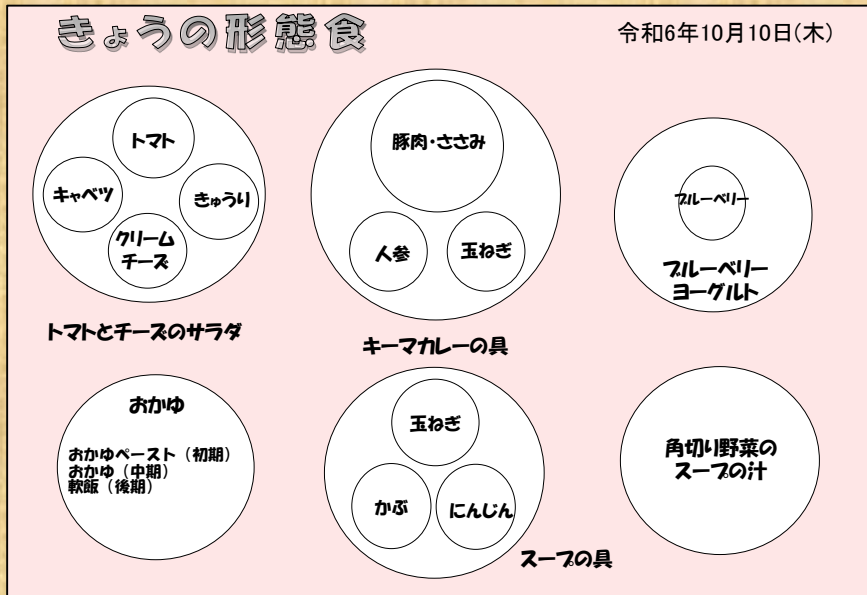 きょうの形態食
令和6年10月10日(木)
トマト
キャベツ
きゅうり
クリーム
チーズ
トマトとチーズのサラダ
豚肉・ささみ
人参
玉ねぎ
キーマカレーの具
ブルーベリー
ブルーベリー
ヨーグルト
おかゆ
おかゆペースト（初期）
おかゆ（中期）
軟飯（後期）
玉ねぎ
かぶ
にんじん
スープの具
角切り野菜の
スープの汁